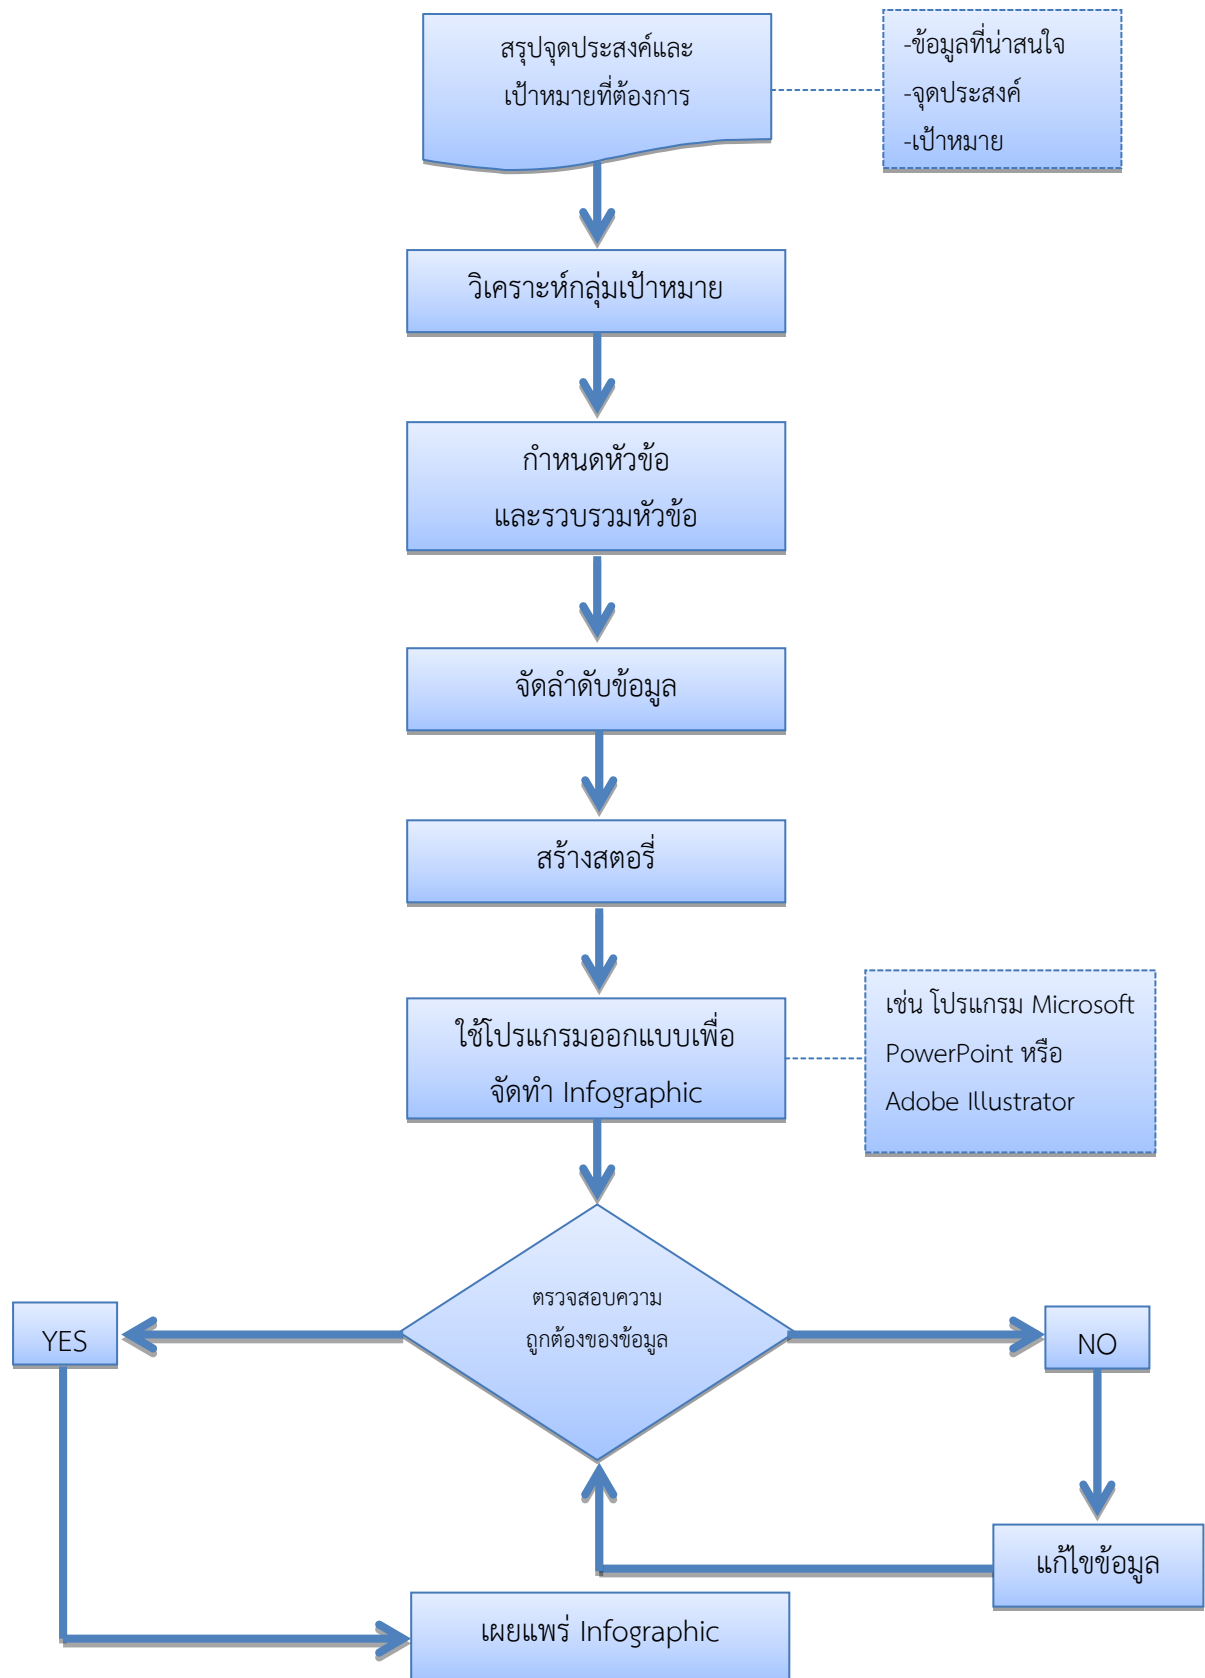 สรุปจุดประสงค์และ
เป้าหมายที่ต้องการ
-ข้อมูลที่น่าสนใจ
-จุดประสงค์
-เป้าหมาย
วิเคราะห์กลุ่มเป้าหมาย
กำหนดหัวข้อ
และรวบรวมหัวข้อ
จัดลำดับข้อมูล
สร้างสตอรี่
ใช้โปรแกรมออกแบบเพื่อ
จัดทำ Infographic
เช่น โปรแกรม Microsoft
PowerPoint หรือ
Adobe Illustrator
ตรวจสอบความ
ถูกต้องของข้อมูล
YES
NO
แก้ไขข้อมูล
เผยแพร่ Infographic